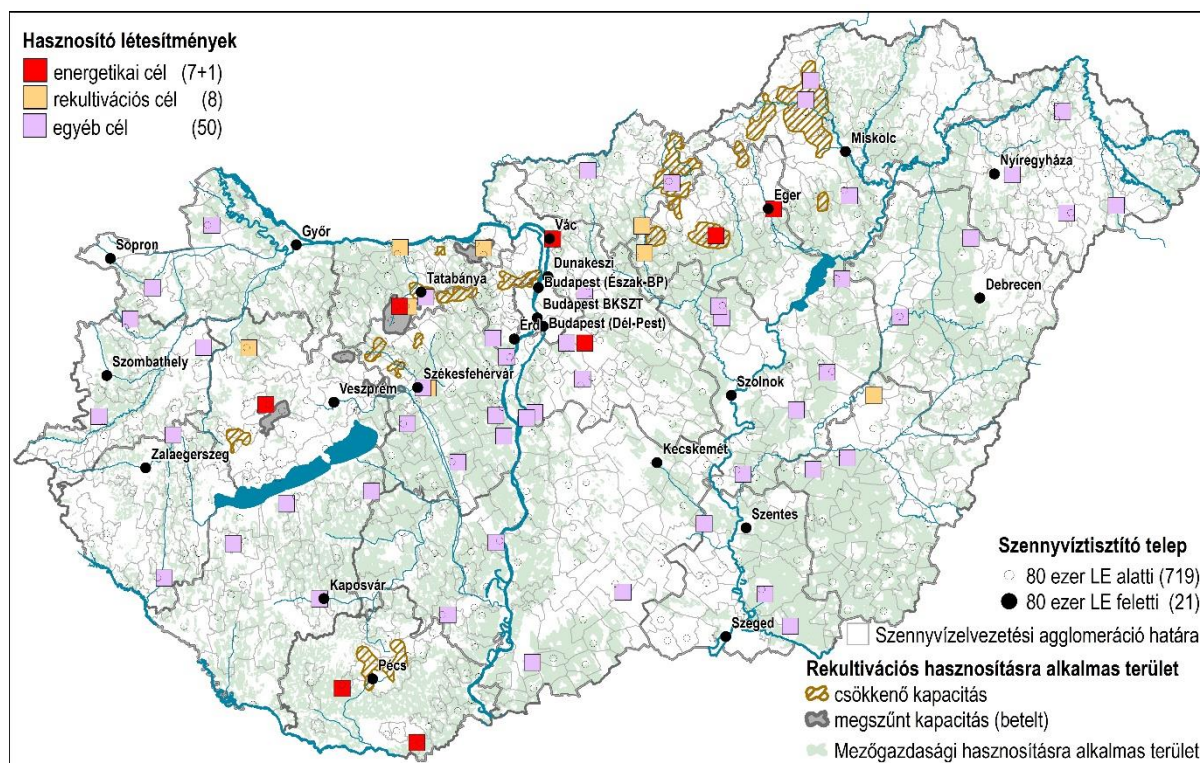 Hasznosító létesítmények
energetikai cél (7+1)
rekultivációs cél (8)
egyéb cél (50)
Miskolc
Nyíregyháza
Eger
Vác
Győr
Sopron
Dunakeszi
Tatabánya
Budapest (Észak-BP)
Debrecen
Budapest BKSZT
Budapest (Dél-Pest)
Érd
Szombathely
Székesfehérvár
Veszprém
Szolnok
Zalaegerszeg
Kecskemét
Szentes
Kaposvár
Szeged
Pécs
Szennyvíztisztító telep
80 ezer LE alatti (719)
80 ezer LE feletti (21)
Szennyvízelvezetési agglomeráció határa
Rekultivációs hasznosításra alkalmas terület
csökkenő kapacitás
megszűnt kapacitás (betelt)
Mezőgazdasági hasznosításra alkalmas terület